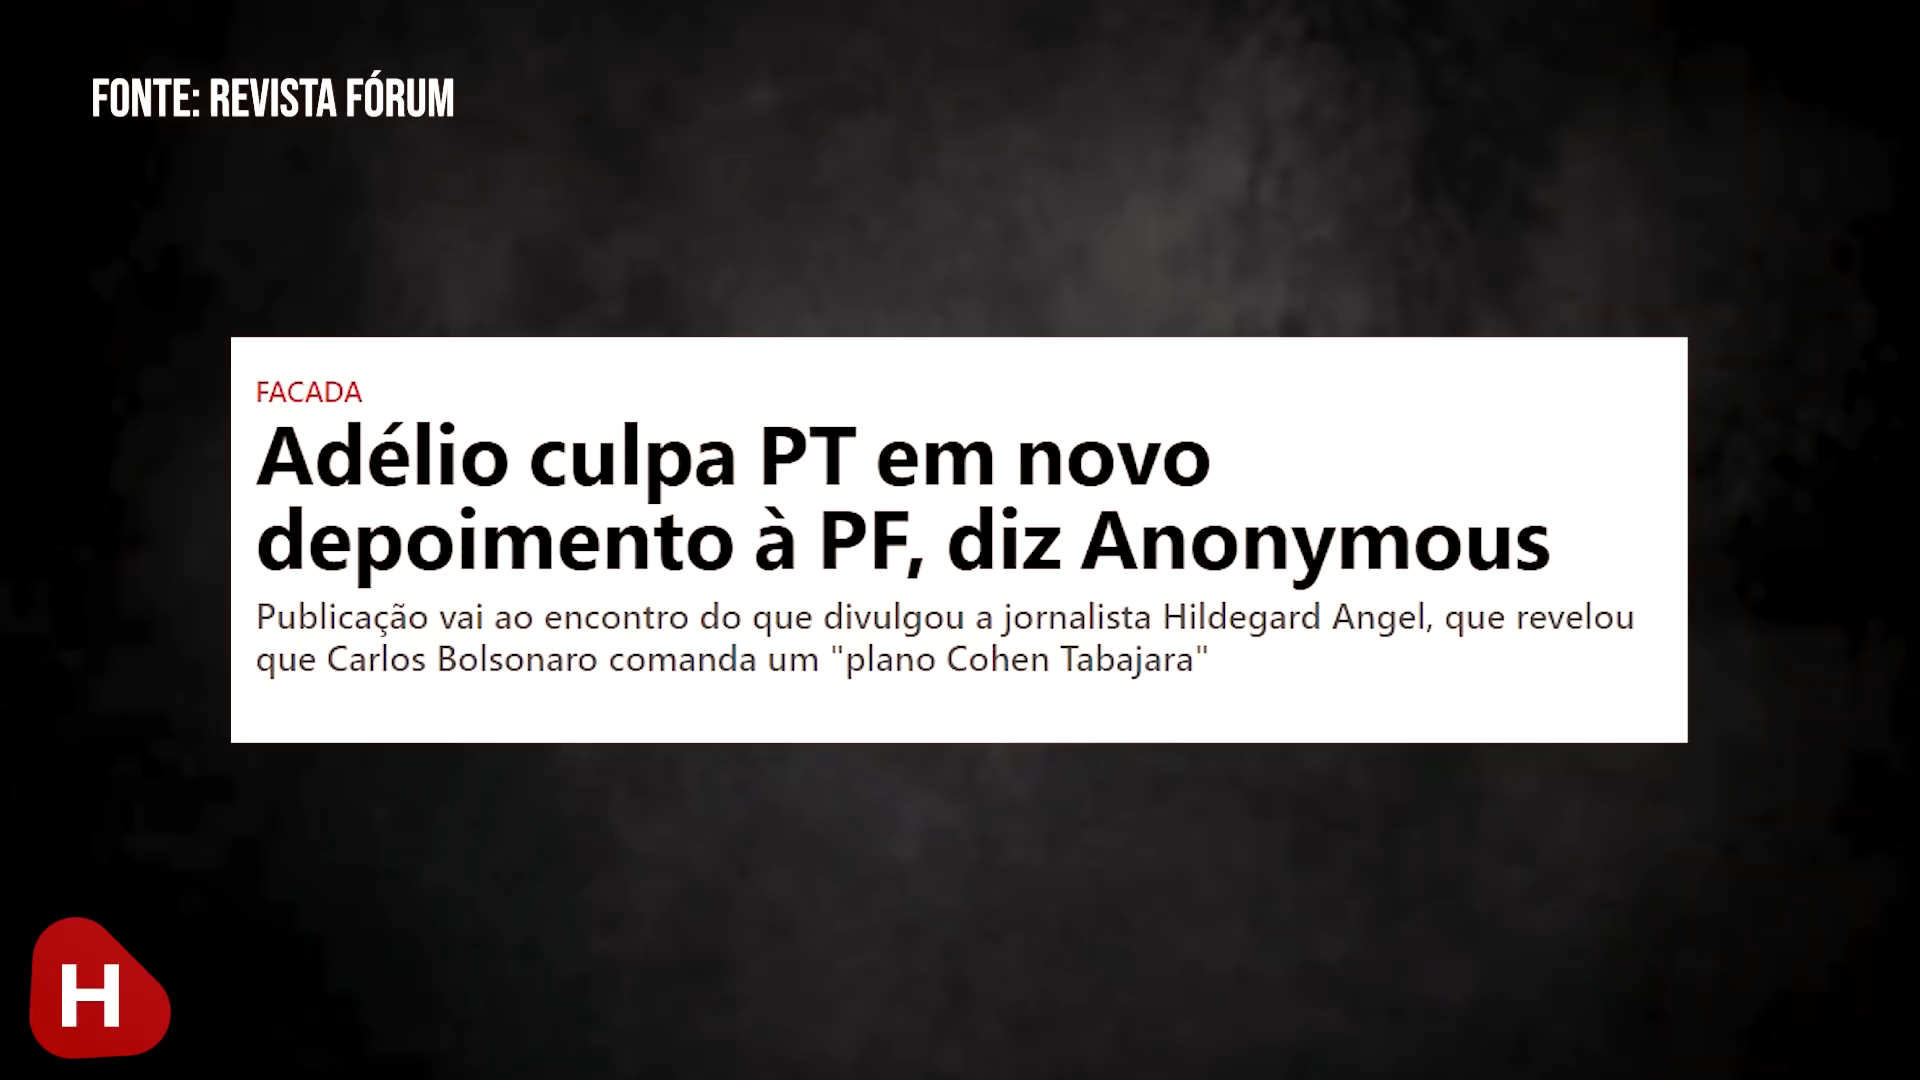 FONTE: REVISTA FÓRUM
FACADA
Adélio culpa PT em novo
depoimento à PF, diz Anonymous
Publicação vai ao encontro do que divulgou a jornalista Hildegard Angel, que revelou
que Carlos Bolsonaro comanda um "plano Cohen Tabajara"
H